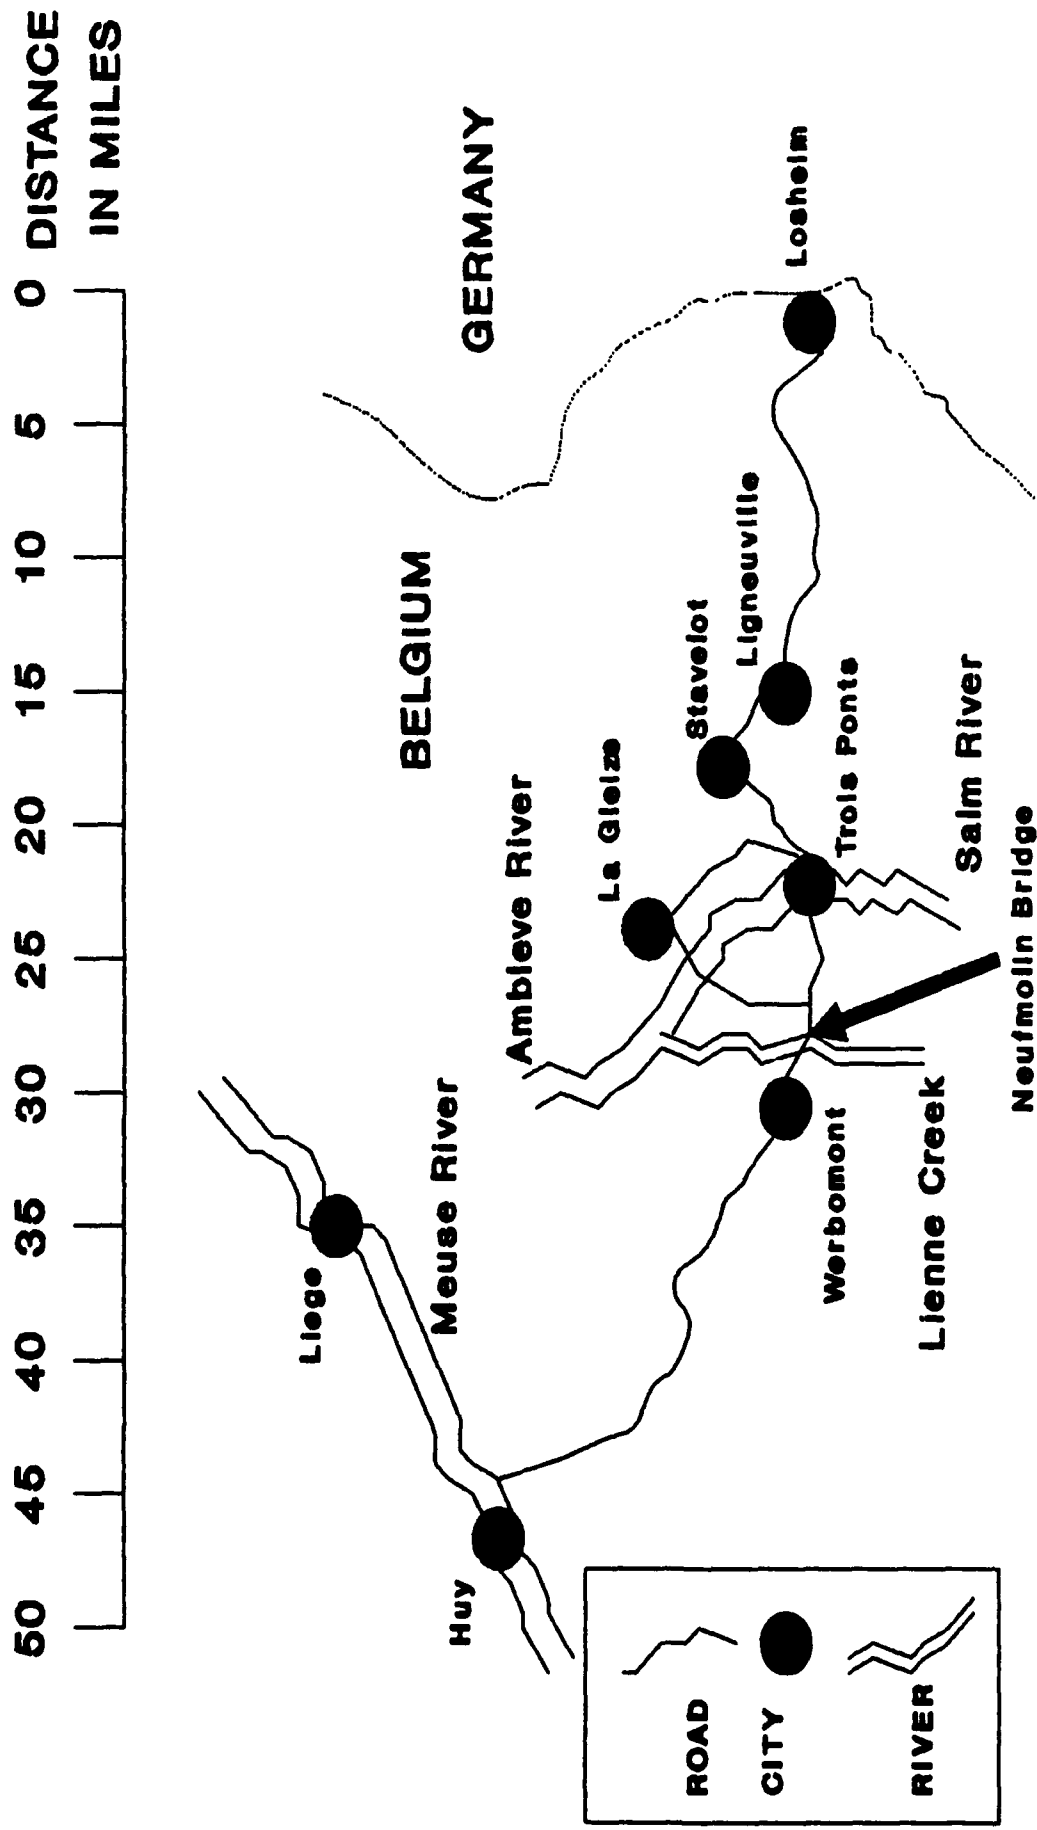 50 45 40 35 30 25 20 15 10 5 0 DISTANCE
IN MILES
Liege
BELGIUM
Meuse River
Huy
GERMANY
Ambleve River
La Gleize
Stavelot
Ligneuville
Losheim
Werbomont
Trois Ponts
Lienne Creek
Salm River
Neufmolin Bridge
ROAD
CITY
RIVER